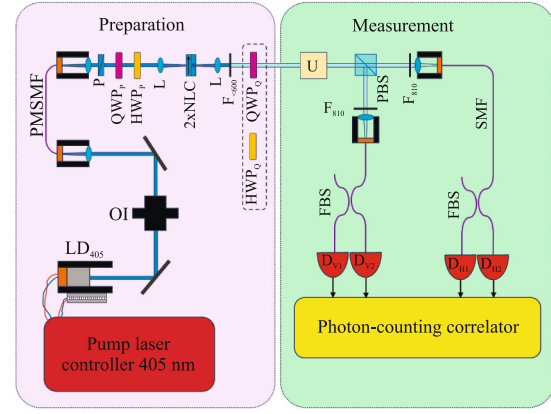 Preparation
Measurement
PMSMF
P
QWP_P
HWP_P
L
2xNLC
L
F_<600
QWP_Q
HWP_Q
U
PBS
F_810
F_810
SMF
OI
FBS
FBS
LD_405
D_V1
D_V2
D_H1
D_H2
Pump laser
controller 405 nm
Photon-counting correlator